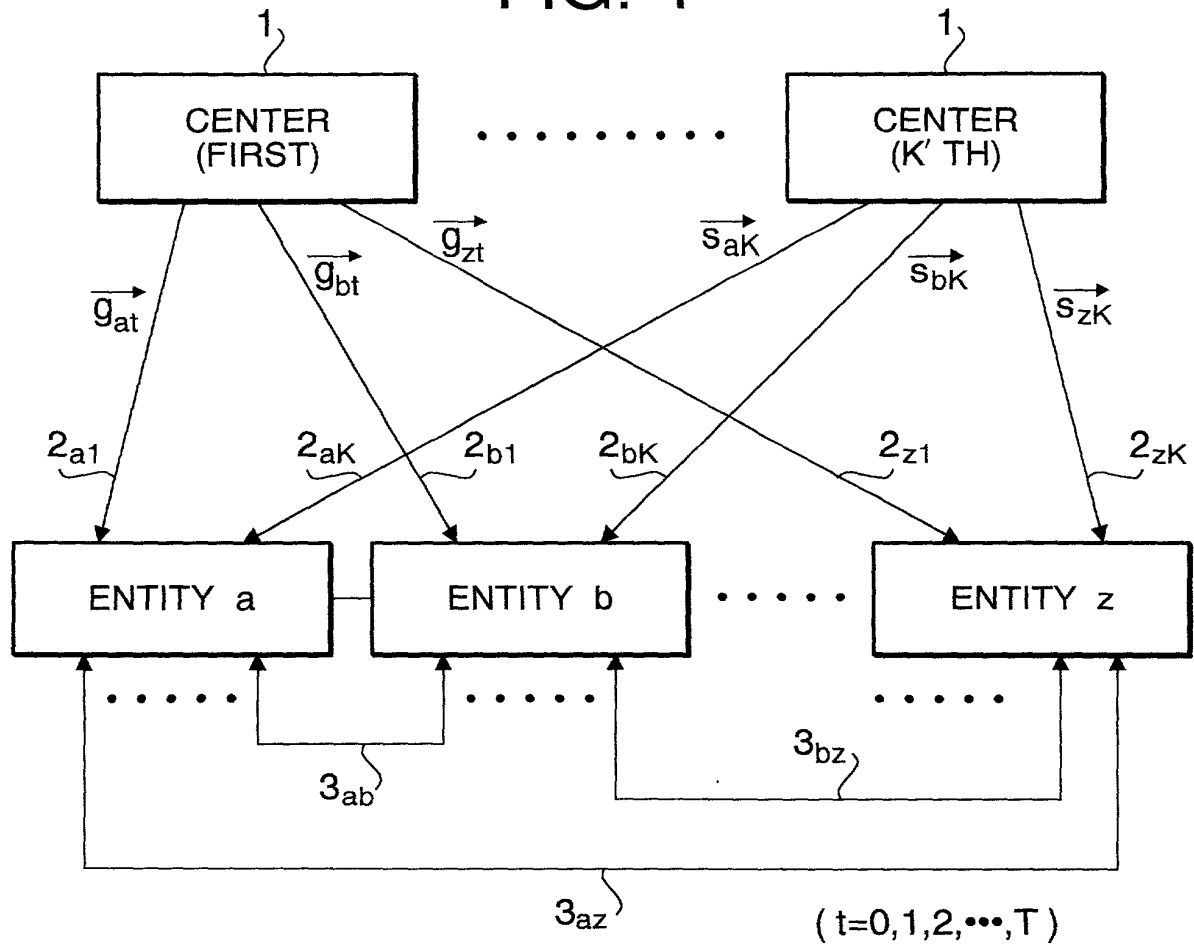 1 1
CENTER CENTER
(FIRST) (K' TH)
g_zt s_aK
g_bt s_bK
g_at s_zK
2_a1 2_aK 2_b1 2_bK 2_z1 2_zK
ENTITY a ENTITY b ENTITY z
3_bz
3_ab
3_az
( t=0,1,2,•••,T )